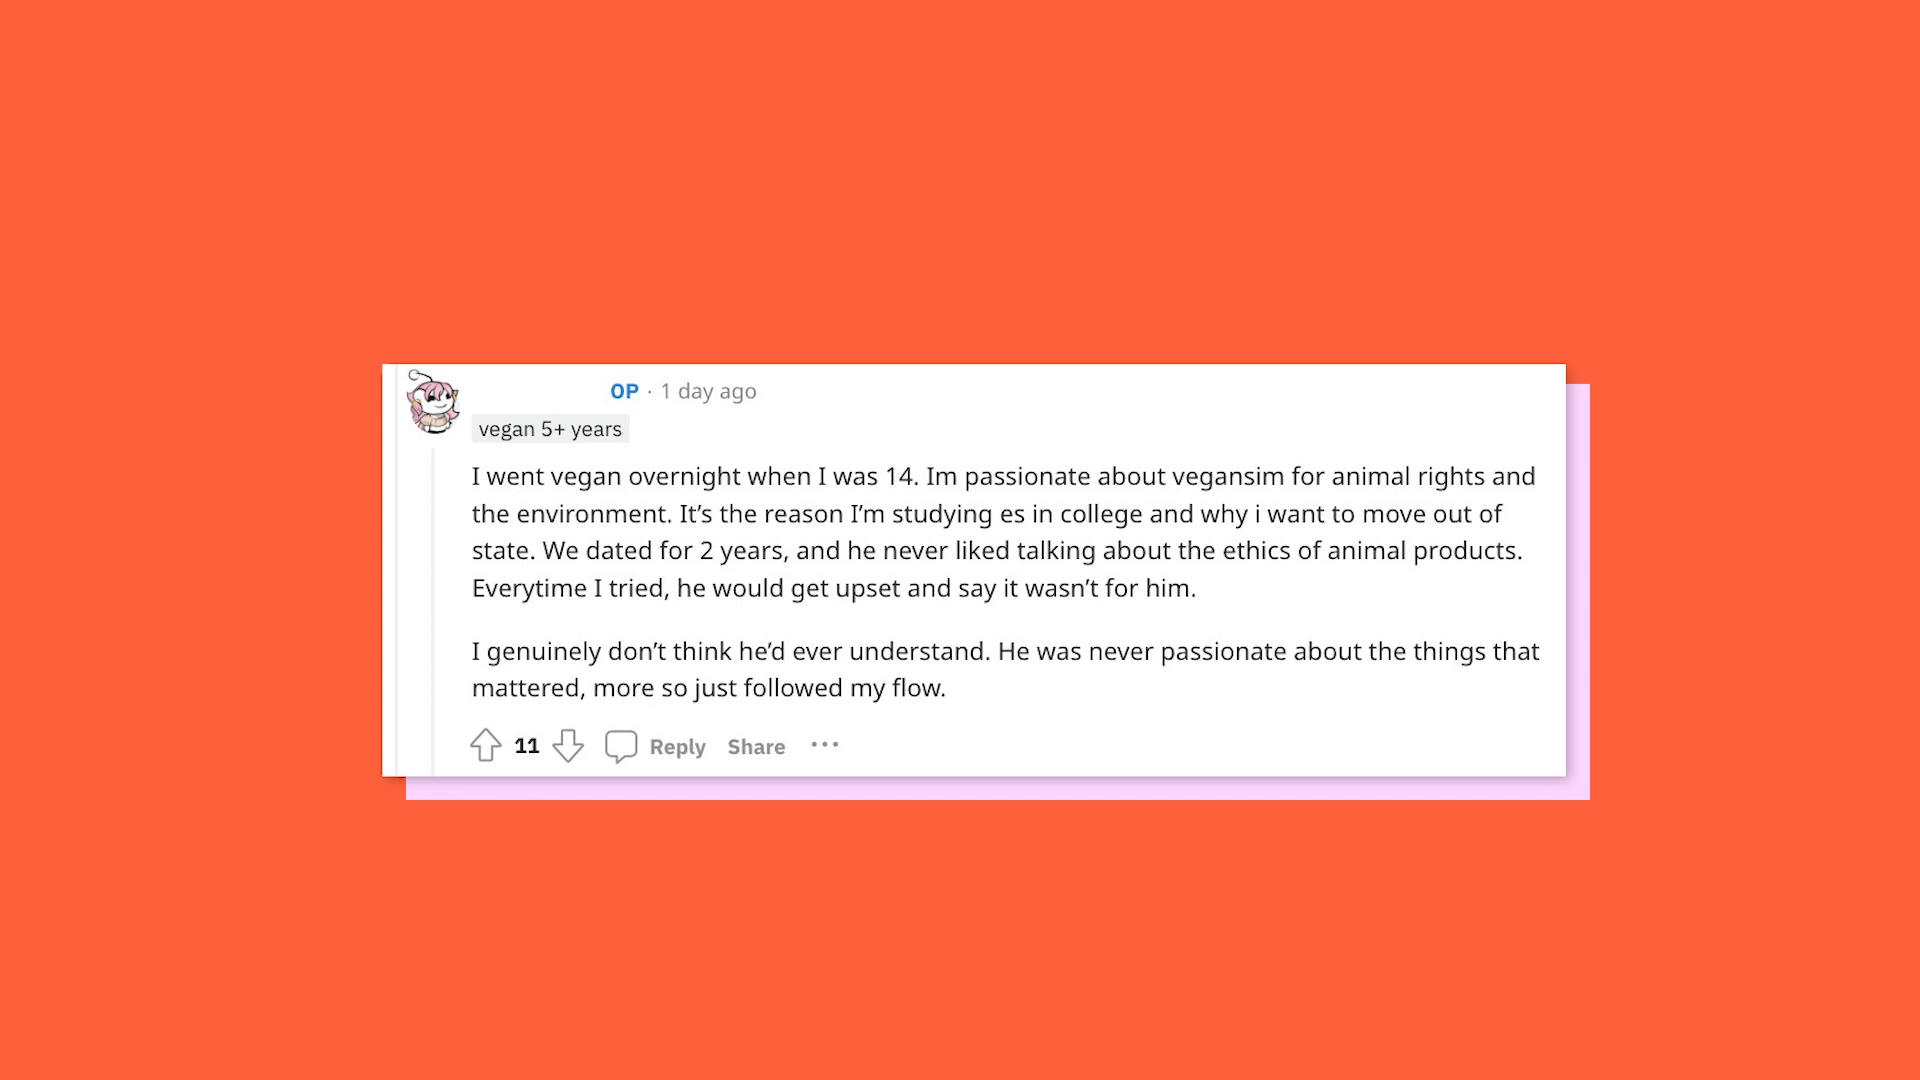 OP · 1 day ago
vegan 5+ years
I went vegan overnight when I was 14. Im passionate about vegansim for animal rights and
the environment. It’s the reason I’m studying es in college and why i want to move out of
state. We dated for 2 years, and he never liked talking about the ethics of animal products.
Everytime I tried, he would get upset and say it wasn’t for him.
I genuinely don’t think he’d ever understand. He was never passionate about the things that
mattered, more so just followed my flow.
11 Reply Share ...